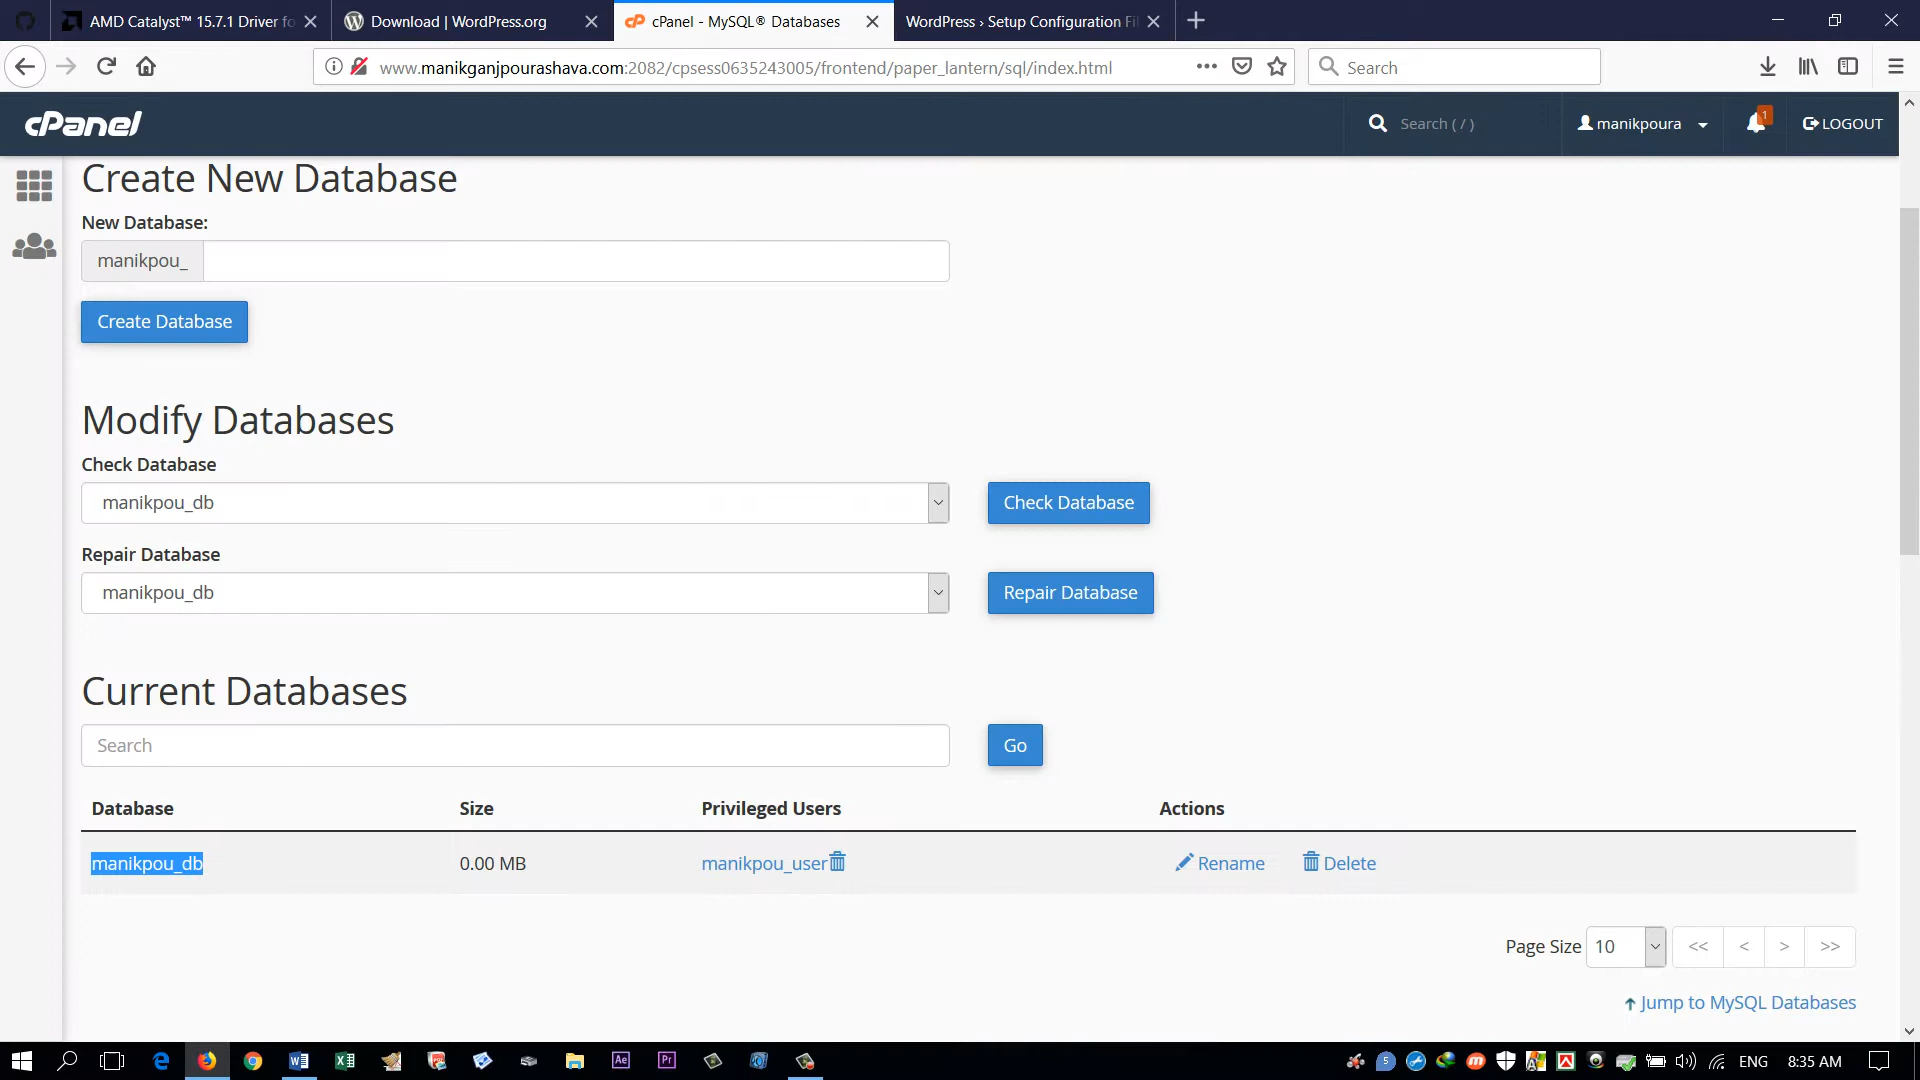 AMD Catalyst™ 15.7.1 Driver fo
Download | WordPress.org
cPanel - MySQL® Databases
WordPress › Setup Configuration Fil
www.manikganjpourashava.com:2082/cpsess0635243005/frontend/paper_lantern/sql/index.html
Search
cPanel
Search ( / )
manikpoura
1
LOGOUT
Create New Database
New Database:
manikpou_
Create Database
Modify Databases
Check Database
manikpou_db
Check Database
Repair Database
manikpou_db
Repair Database
Current Databases
Search
Go
Database Size Privileged Users Actions
manikpou_db 0.00 MB manikpou_user Rename Delete
Page Size 10 << < > >>
Jump to MySQL Databases
ENG 8:35 AM